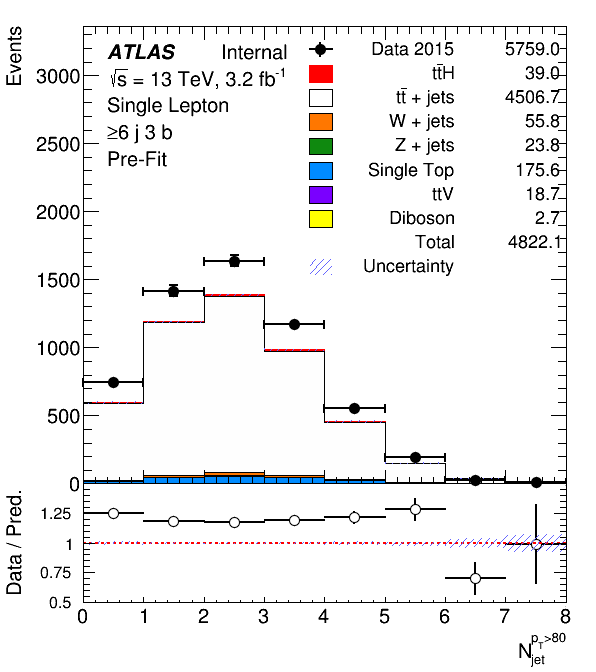 Events
ATLAS Internal
√s = 13 TeV, 3.2 fb⁻¹
Single Lepton
≥6 j 3 b
Pre-Fit
Data 2015 5759.0
tt̄H 39.0
tt̄ + jets 4506.7
W + jets 55.8
Z + jets 23.8
Single Top 175.6
ttV 18.7
Diboson 2.7
Total 4822.1
Uncertainty
3000
2500
2000
1500
1000
500
0
Data / Pred.
1.25
1
0.75
0.5
0 1 2 3 4 5 6 7 8
N_jet^{p_T>80}